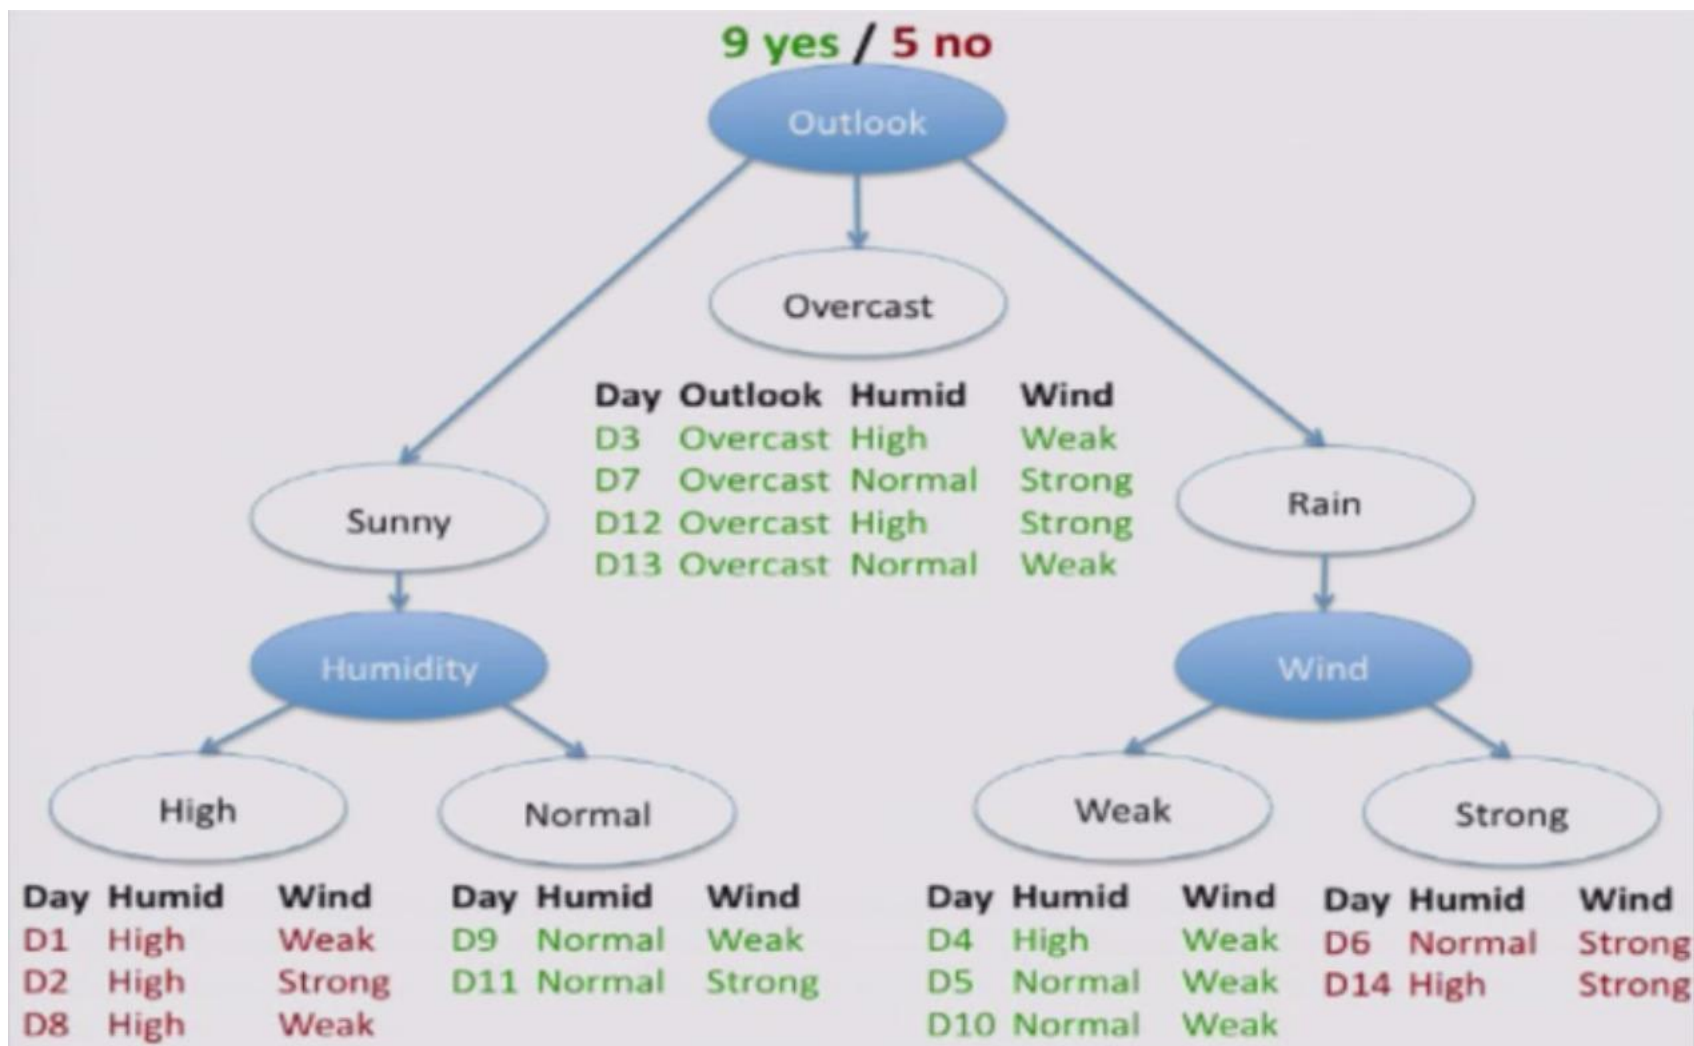 9 yes / 5 no
Outlook
Overcast
Day Outlook Humid Wind
D3 Overcast High Weak
D7 Overcast Normal Strong
D12 Overcast High Strong
D13 Overcast Normal Weak
Sunny
Rain
Humidity
Wind
High
Normal
Weak
Strong
Day Humid Wind
D1 High Weak
D2 High Strong
D8 High Weak
Day Humid Wind
D9 Normal Weak
D11 Normal Strong
Day Humid Wind
D4 High Weak
D5 Normal Weak
D10 Normal Weak
Day Humid Wind
D6 Normal Strong
D14 High Strong